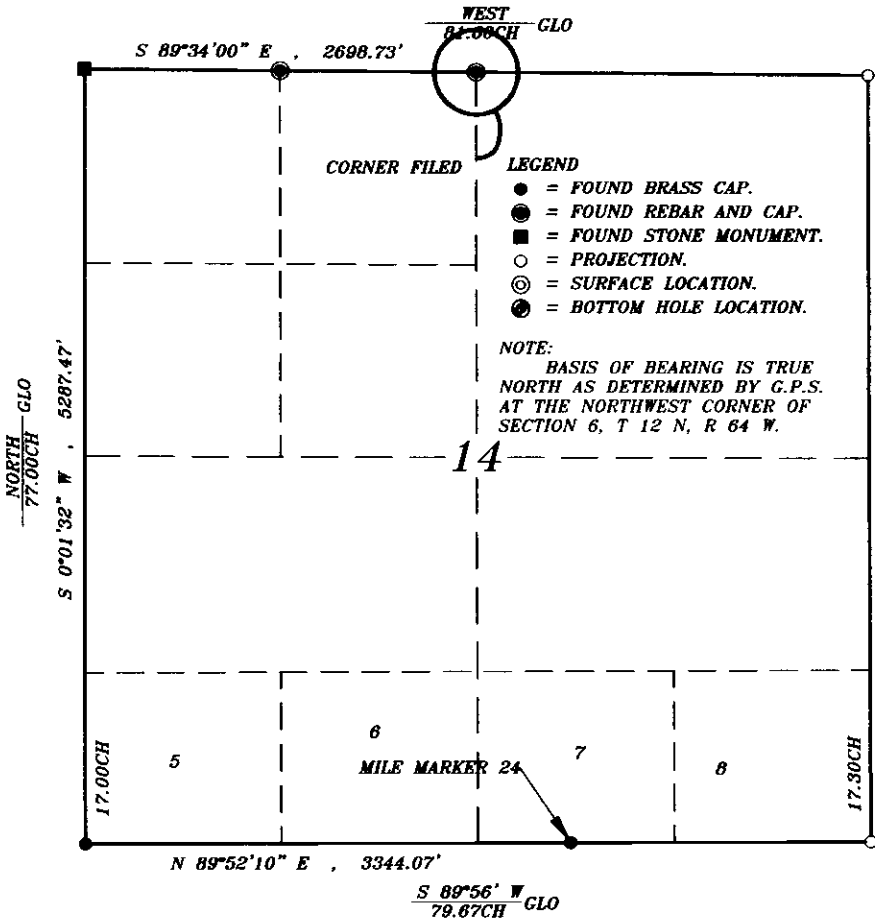 WEST
81.60CH GLO
S 89°34'00" E , 2698.73'
CORNER FILED
LEGEND
= FOUND BRASS CAP.
= FOUND REBAR AND CAP.
= FOUND STONE MONUMENT.
= PROJECTION.
= SURFACE LOCATION.
= BOTTOM HOLE LOCATION.
NOTE:
BASIS OF BEARING IS TRUE
NORTH AS DETERMINED BY G.P.S.
AT THE NORTHWEST CORNER OF
SECTION 6, T 12 N, R 64 W.
NORTH GLO
77.00CH
S 0°01'32" W , 5287.47'
14
5
6
7
8
MILE MARKER 24
17.00CH
17.30CH
N 89°52'10" E , 3344.07'
S 89°56' W GLO
79.67CH